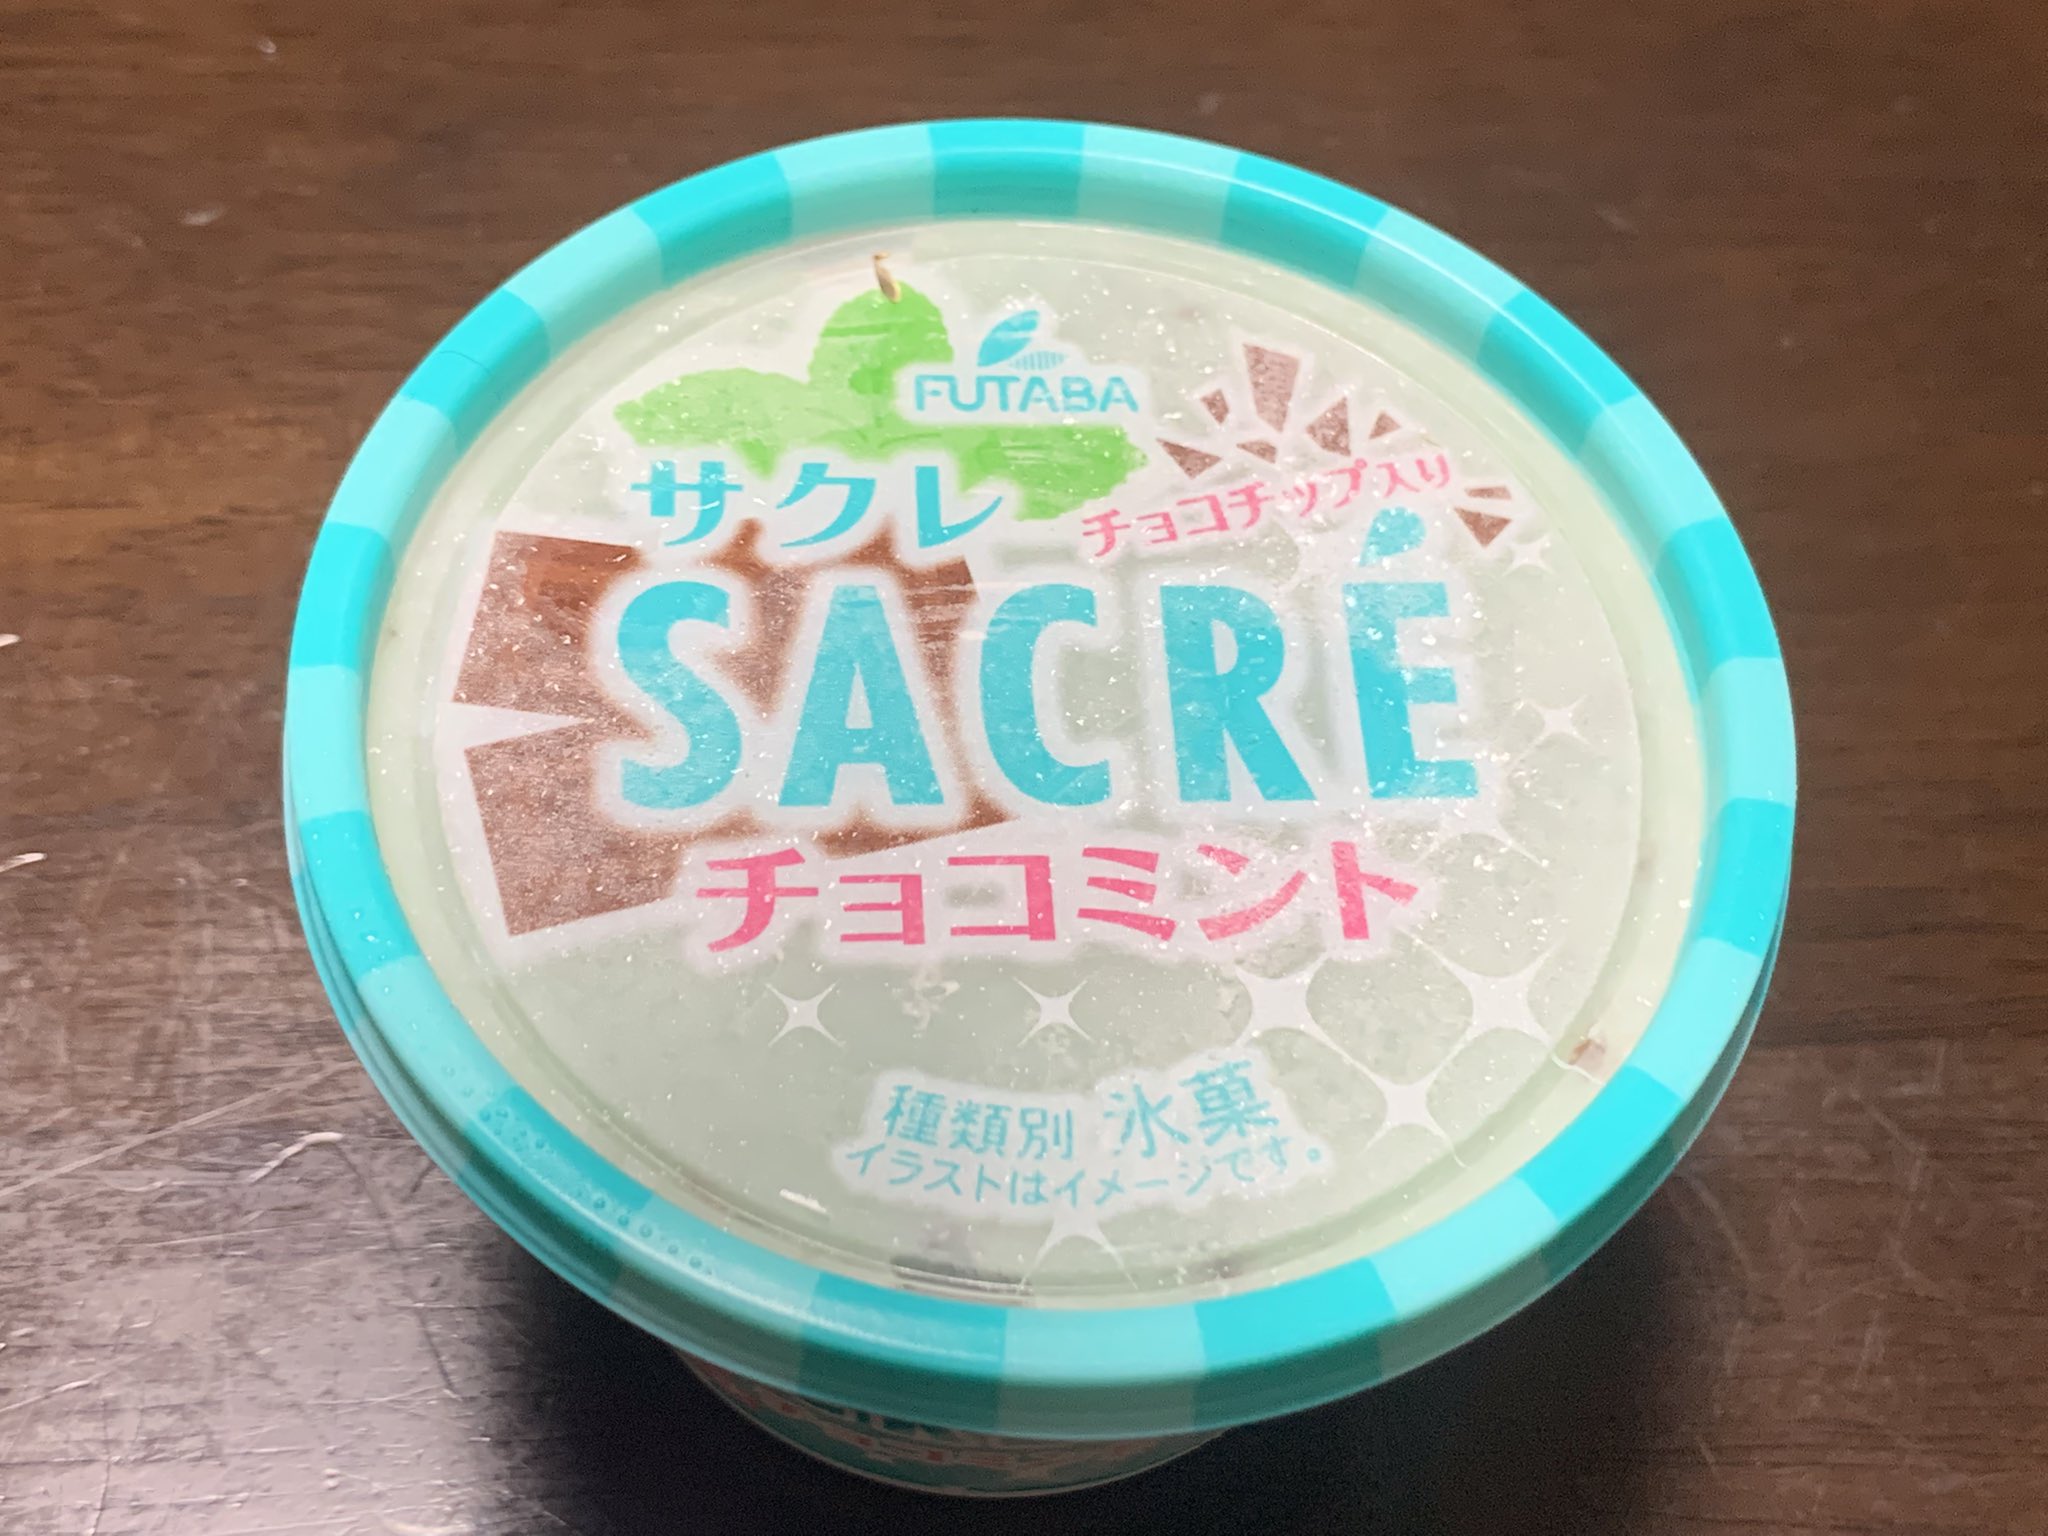 FUTABA
サクレ
チョコチップ入り
SACRÉ
チョコミント
種類別 氷菓
イラストはイメージです。